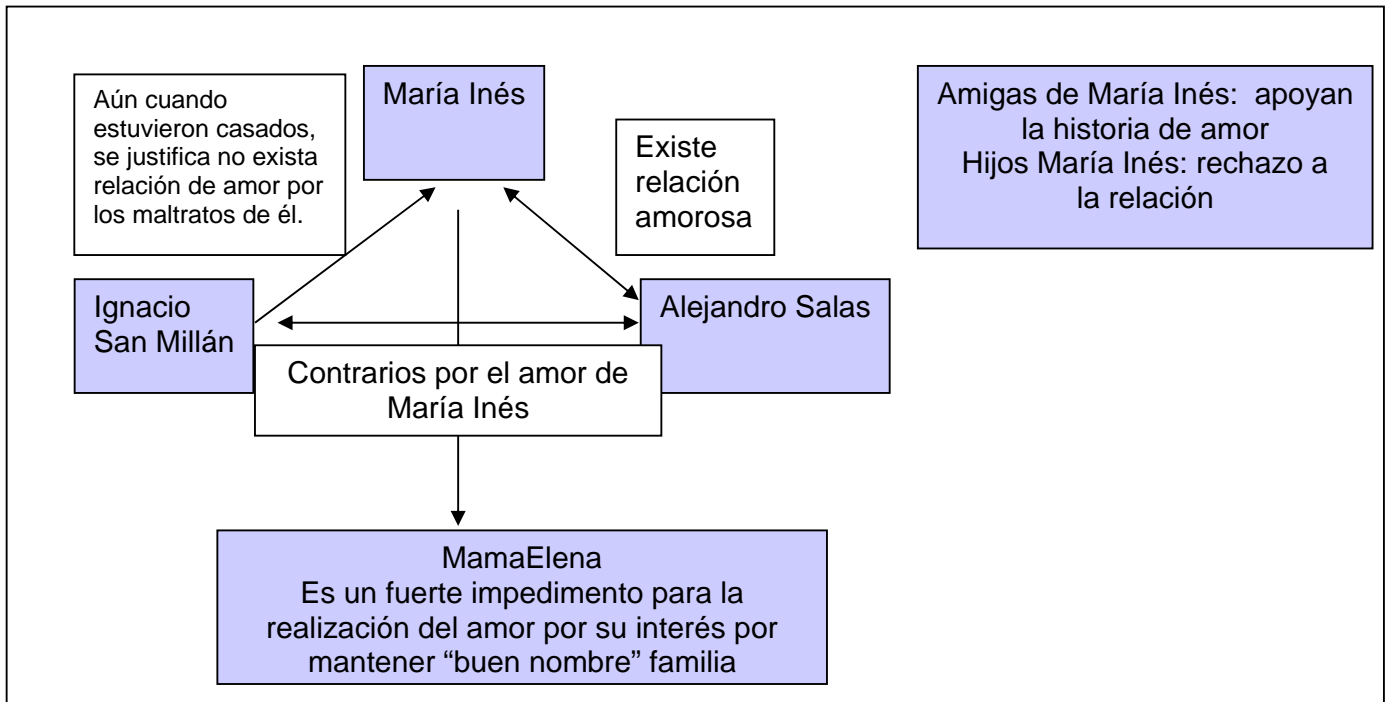 Aún cuando
estuvieron casados,
se justifica no exista
relación de amor por
los maltratos de él.
María Inés
Existe
relación
amorosa
Amigas de María Inés:  apoyan
la historia de amor
Hijos María Inés: rechazo a
la relación
Ignacio
San Millán
Alejandro Salas
Contrarios por el amor de
María Inés
MamaElena
Es un fuerte impedimento para la
realización del amor por su interés por
mantener “buen nombre” familia